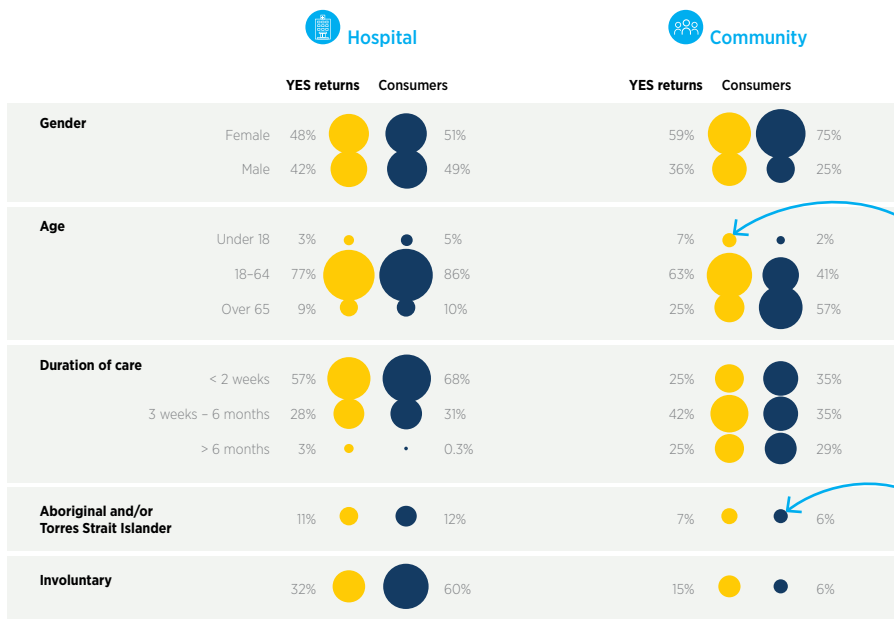 Hospital Community
YES returns Consumers YES returns Consumers
Gender
Female 48% 51% 59% 75%
Male 42% 49% 36% 25%
Age
Under 18 3% 5% 7% 2%
18–64 77% 86% 63% 41%
Over 65 9% 10% 25% 57%
Duration of care
< 2 weeks 57% 68% 25% 35%
3 weeks – 6 months 28% 31% 42% 35%
> 6 months 3% 0.3% 25% 29%
Aboriginal and/or
Torres Strait Islander
11% 12% 7% 6%
Involuntary
32% 60% 15% 6%